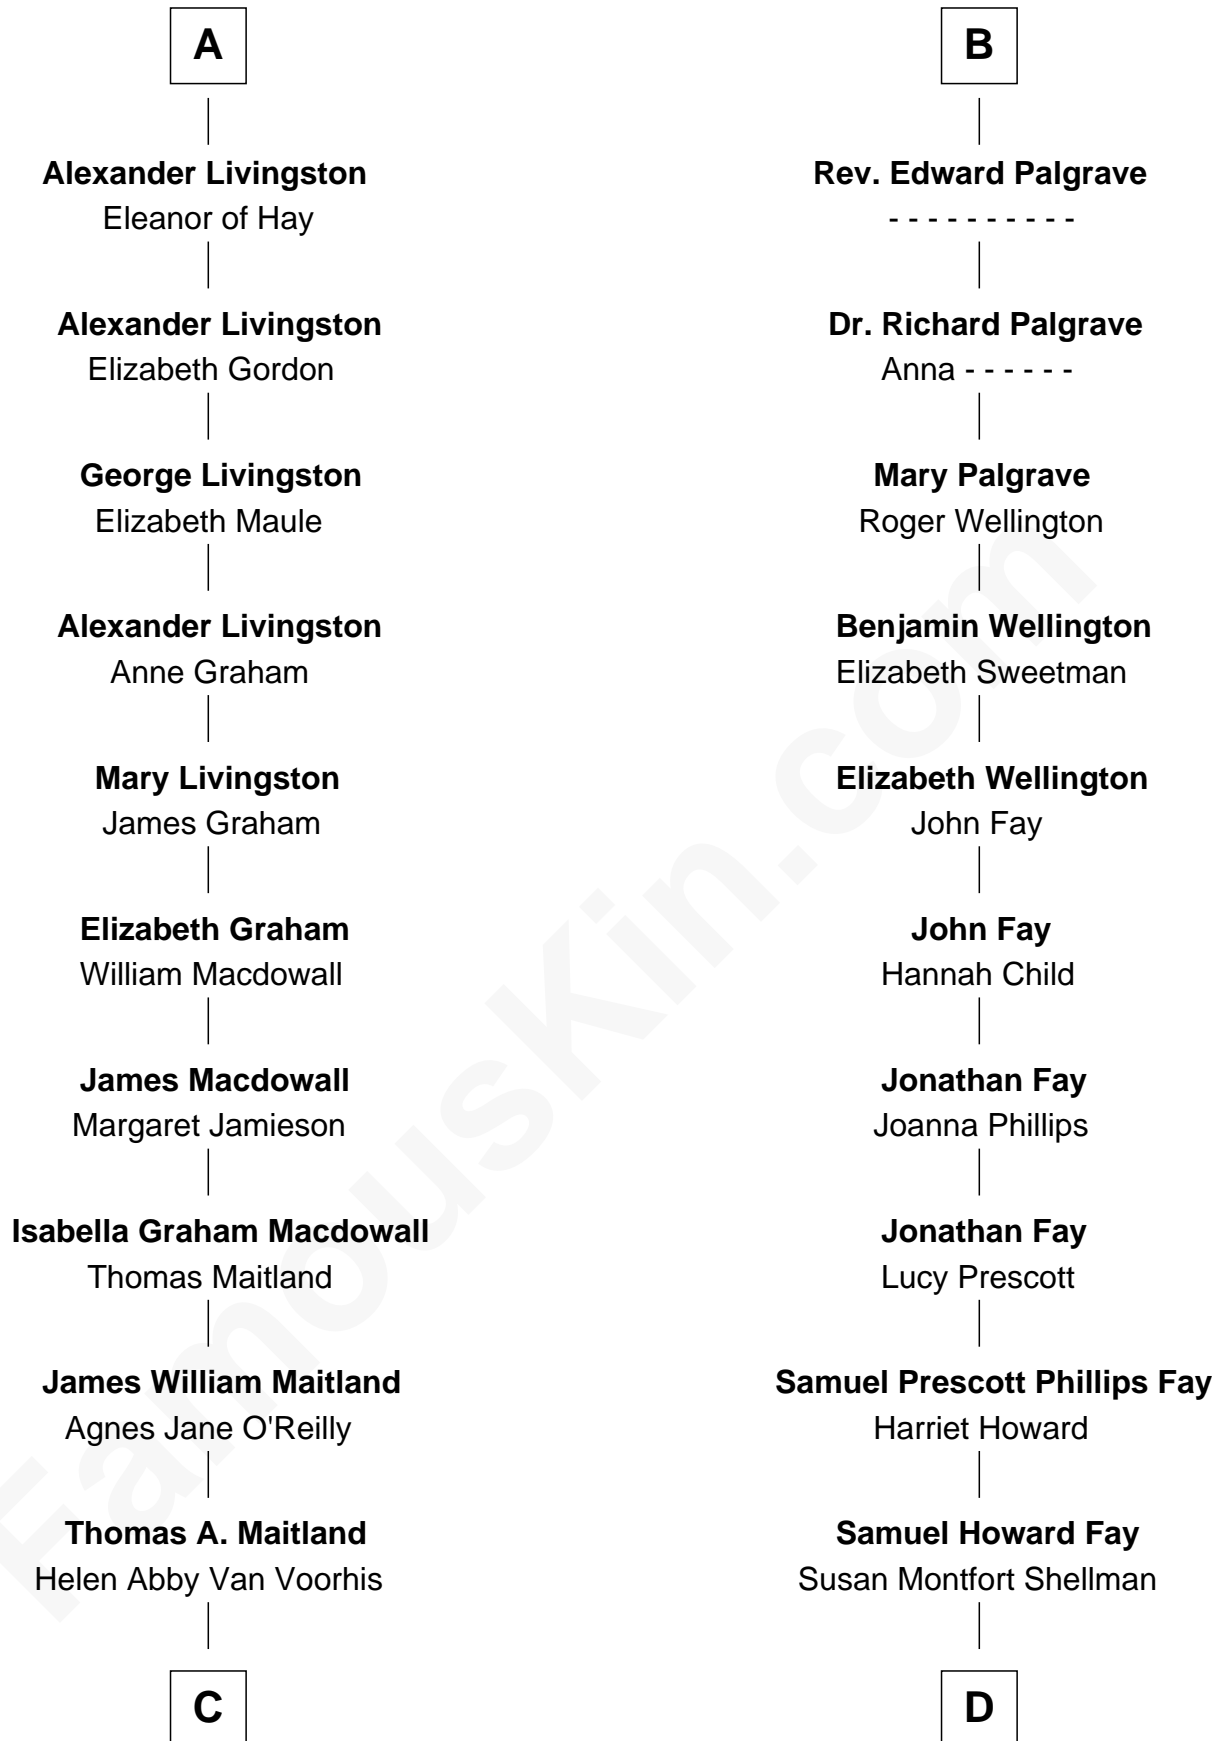 A
Alexander Livingston
Eleanor of Hay
Alexander Livingston
Elizabeth Gordon
George Livingston
Elizabeth Maule
Alexander Livingston
Anne Graham
Mary Livingston
James Graham
Elizabeth Graham
William Macdowall
James Macdowall
Margaret Jamieson
Isabella Graham Macdowall
Thomas Maitland
James William Maitland
Agnes Jane O'Reilly
Thomas A. Maitland
Helen Abby Van Voorhis
C
B
Rev. Edward Palgrave
- - - - - - - - - -
Dr. Richard Palgrave
Anna - - - - - -
Mary Palgrave
Roger Wellington
Benjamin Wellington
Elizabeth Sweetman
Elizabeth Wellington
John Fay
John Fay
Hannah Child
Jonathan Fay
Joanna Phillips
Jonathan Fay
Lucy Prescott
Samuel Prescott Phillips Fay
Harriet Howard
Samuel Howard Fay
Susan Montfort Shellman
D
FamousKin.com